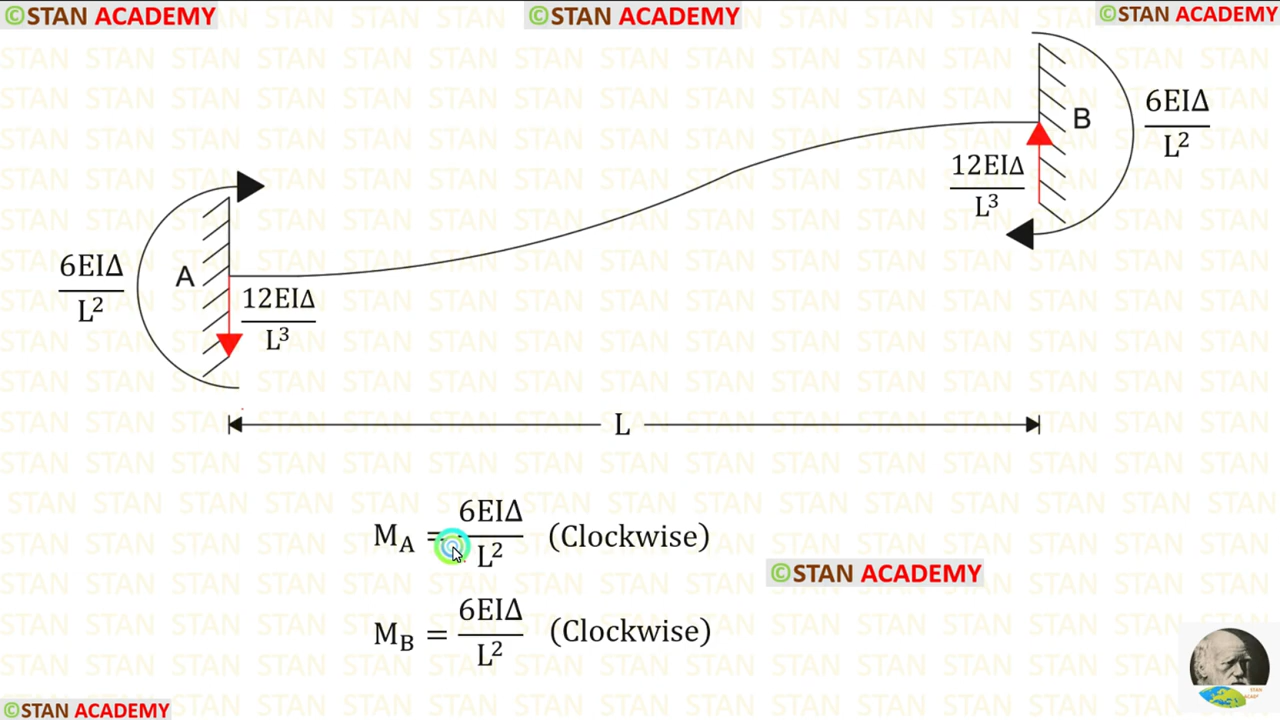 ©STAN ACADEMY
©STAN ACADEMY
©STAN ACADEMY
B
6EIΔ
L²
12EIΔ
L³
6EIΔ
L²
A
12EIΔ
L³
L
M_A = 6EIΔ/L² (Clockwise)
©STAN ACADEMY
M_B = 6EIΔ/L² (Clockwise)
©STAN ACADEMY